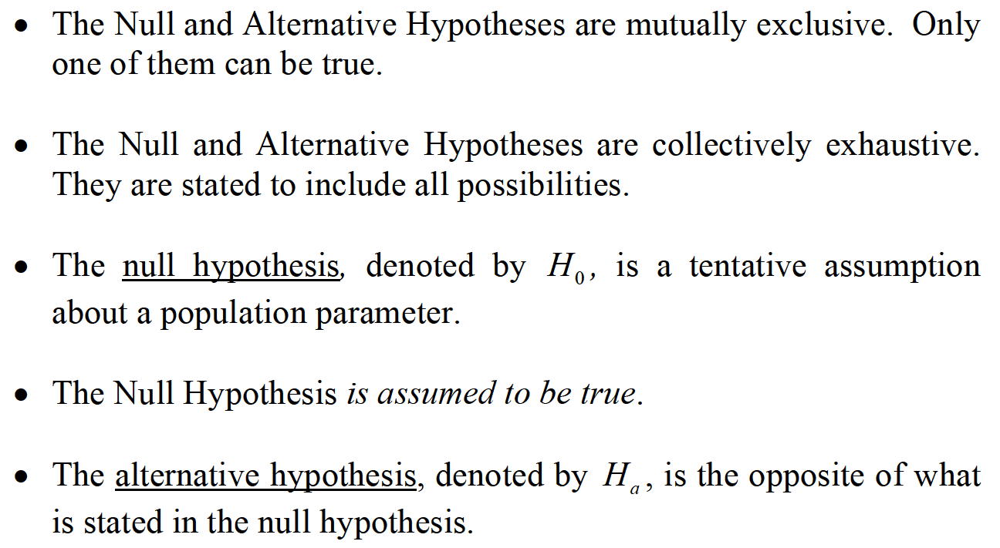 • The Null and Alternative Hypotheses are mutually exclusive. Only
one of them can be true.
• The Null and Alternative Hypotheses are collectively exhaustive.
They are stated to include all possibilities.
• The null hypothesis, denoted by H₀, is a tentative assumption
about a population parameter.
• The Null Hypothesis is assumed to be true.
• The alternative hypothesis, denoted by Hₐ, is the opposite of what
is stated in the null hypothesis.